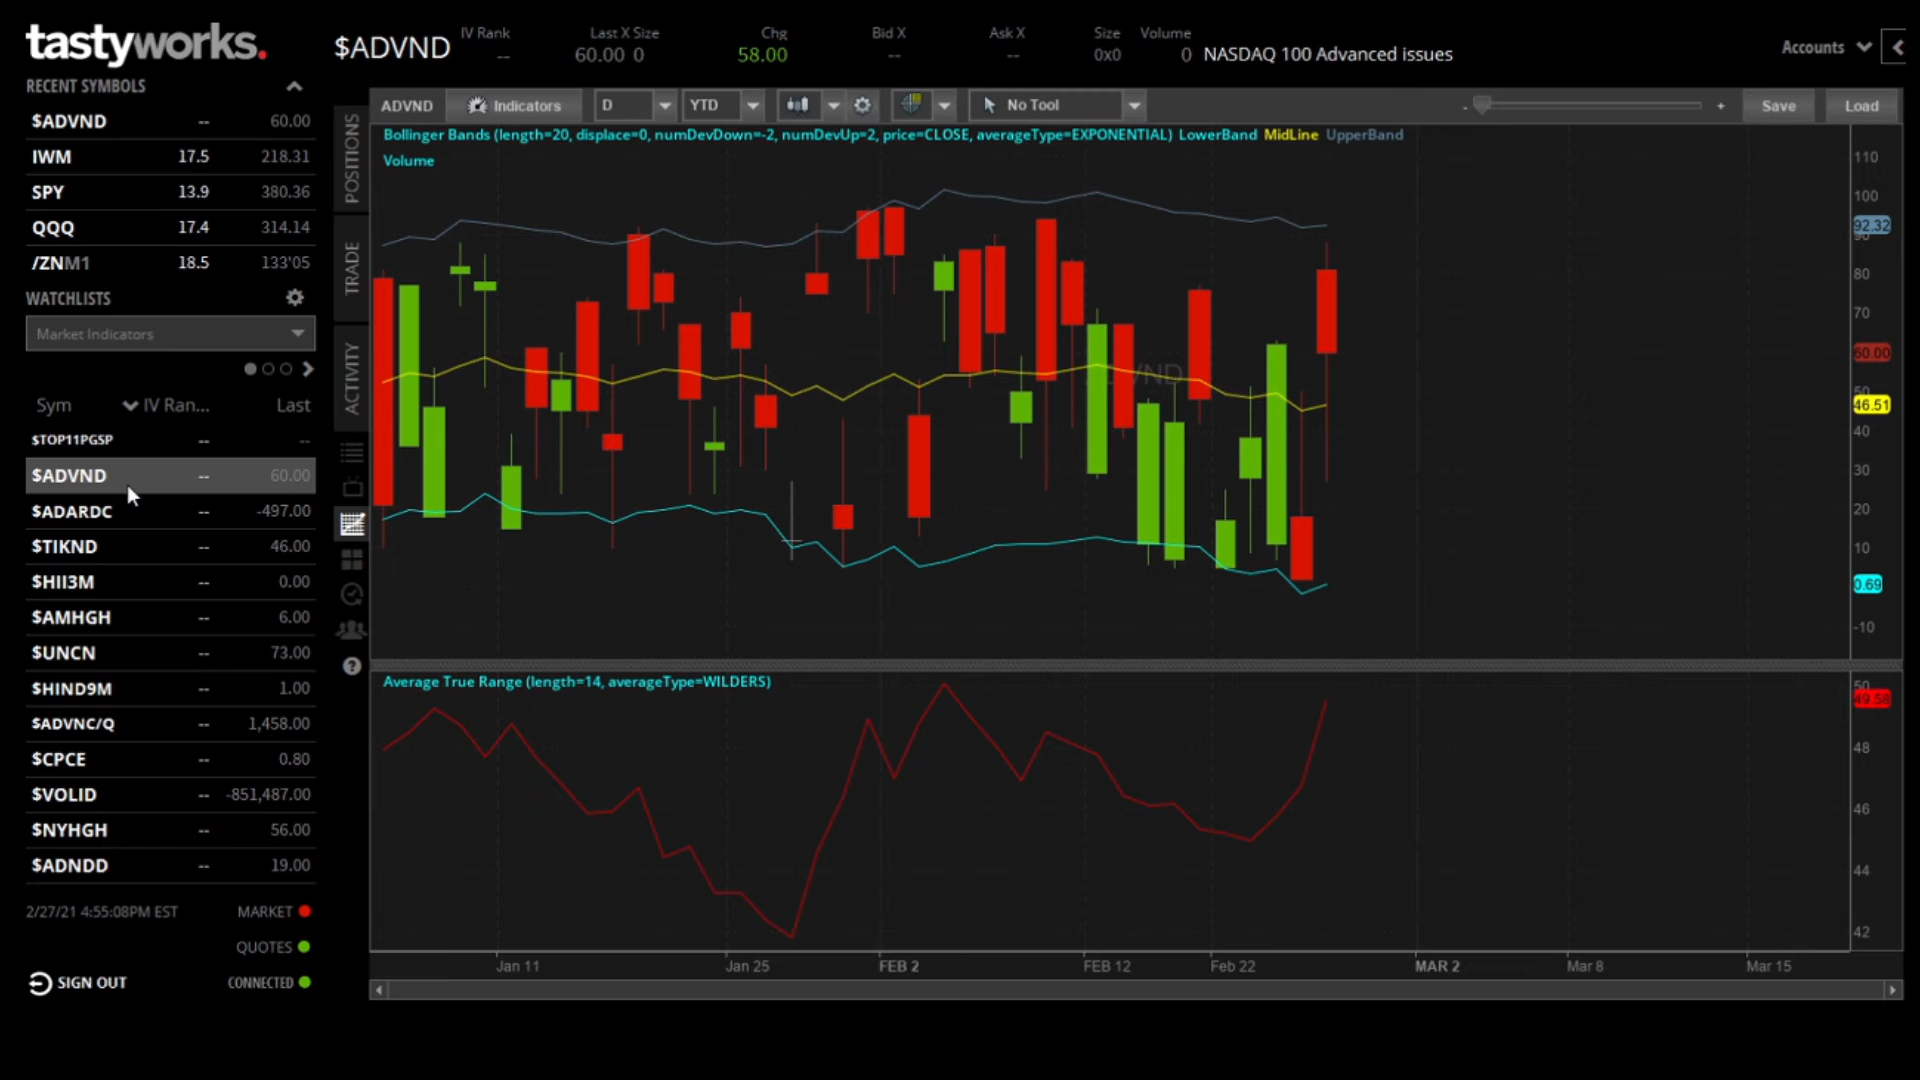 tastyworks.
RECENT SYMBOLS
$ADVND -- 60.00
IWM 17.5 218.31
SPY 13.9 380.36
QQQ 17.4 314.14
/ZNM1 18.5 133'05
WATCHLISTS
Market Indicators
Sym IV Ran... Last
$TOP11PGSP -- --
$ADVND -- 60.00
$ADARDC -- -497.00
$TIKND -- 46.00
$HII3M -- 0.00
$AMHGH -- 6.00
$UNCN -- 73.00
$HIND9M -- 1.00
$ADVNC/Q -- 1,458.00
$CPCE -- 0.80
$VOLID -- -851,487.00
$NYHGH -- 56.00
$ADNDD -- 19.00
2/27/21 4:55:08PM EST MARKET
QUOTES
SIGN OUT CONNECTED
POSITIONS
TRADE
ACTIVITY
?
$ADVND
IV Rank Last X Size Chg Bid X Ask X Size Volume
-- 60.00 0 58.00 -- -- 0x0 0 NASDAQ 100 Advanced issues
Accounts
ADVND Indicators D YTD No Tool - + Save Load
Bollinger Bands (length=20, displace=0, numDevDown=-2, numDevUp=2, price=CLOSE, averageType=EXPONENTIAL) LowerBand MidLine UpperBand
Volume
110
100
92.32
80
70
60.00
50
46.51
40
30
20
10
0.69
-10
Average True Range (length=14, averageType=WILDERS)
50
49.58
48
46
44
42
Jan 11 Jan 25 FEB 2 FEB 12 Feb 22 MAR 2 Mar 8 Mar 15